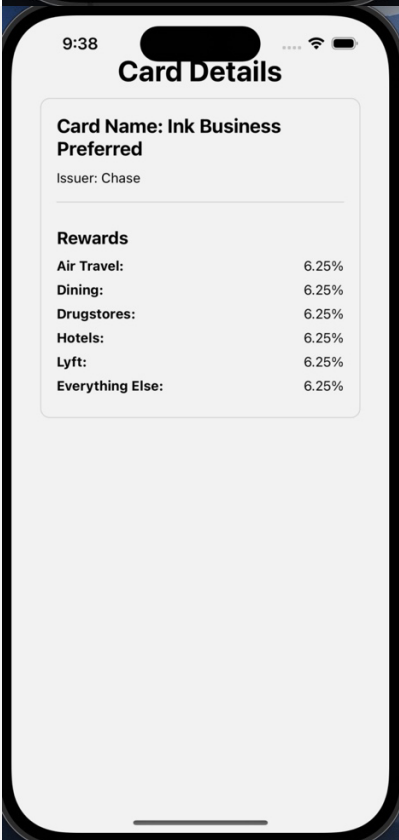 9:38
Card Details
Card Name: Ink Business
Preferred
Issuer: Chase
Rewards
Air Travel: 6.25%
Dining: 6.25%
Drugstores: 6.25%
Hotels: 6.25%
Lyft: 6.25%
Everything Else: 6.25%